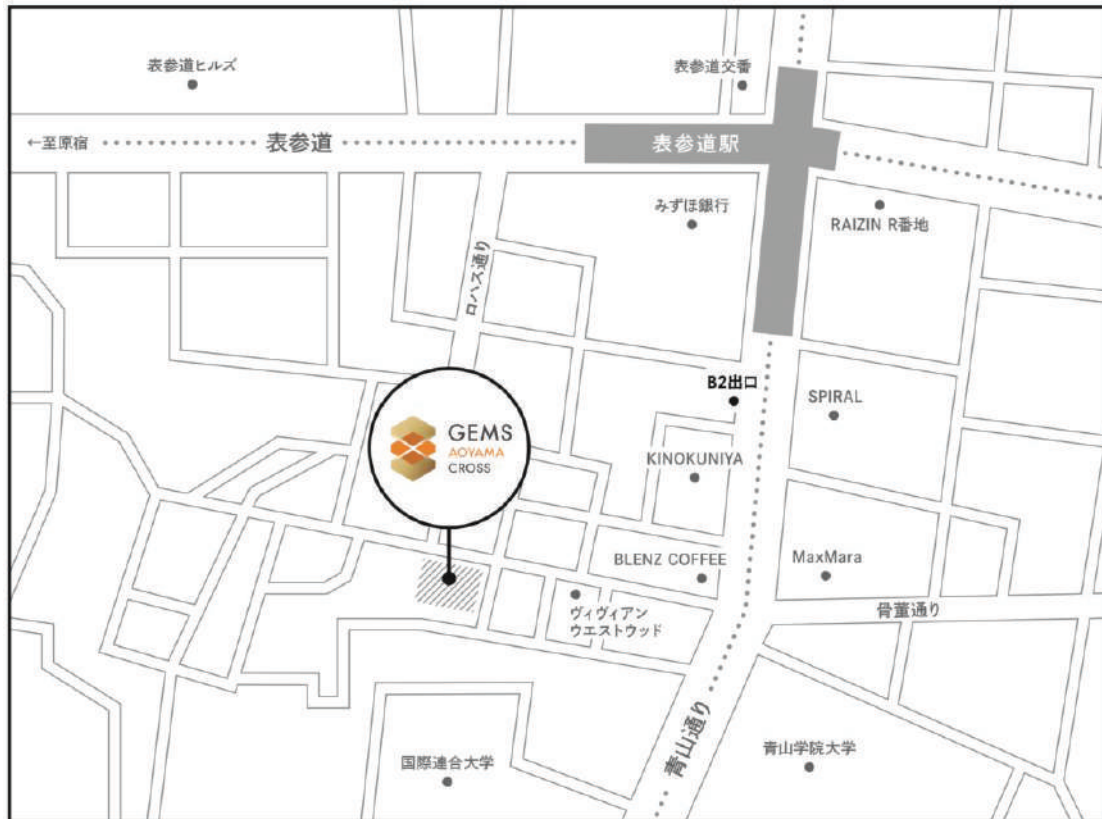 表参道ヒルズ
表参道交番
←至原宿
表参道
表参道駅
みずほ銀行
RAIZIN R番地
ロハス通り
B2出口
SPIRAL
GEMS
AOYAMA
CROSS
KINOKUNIYA
BLENZ COFFEE
MaxMara
ヴィヴィアン
ウエストウッド
骨董通り
青山通り
国際連合大学
青山学院大学